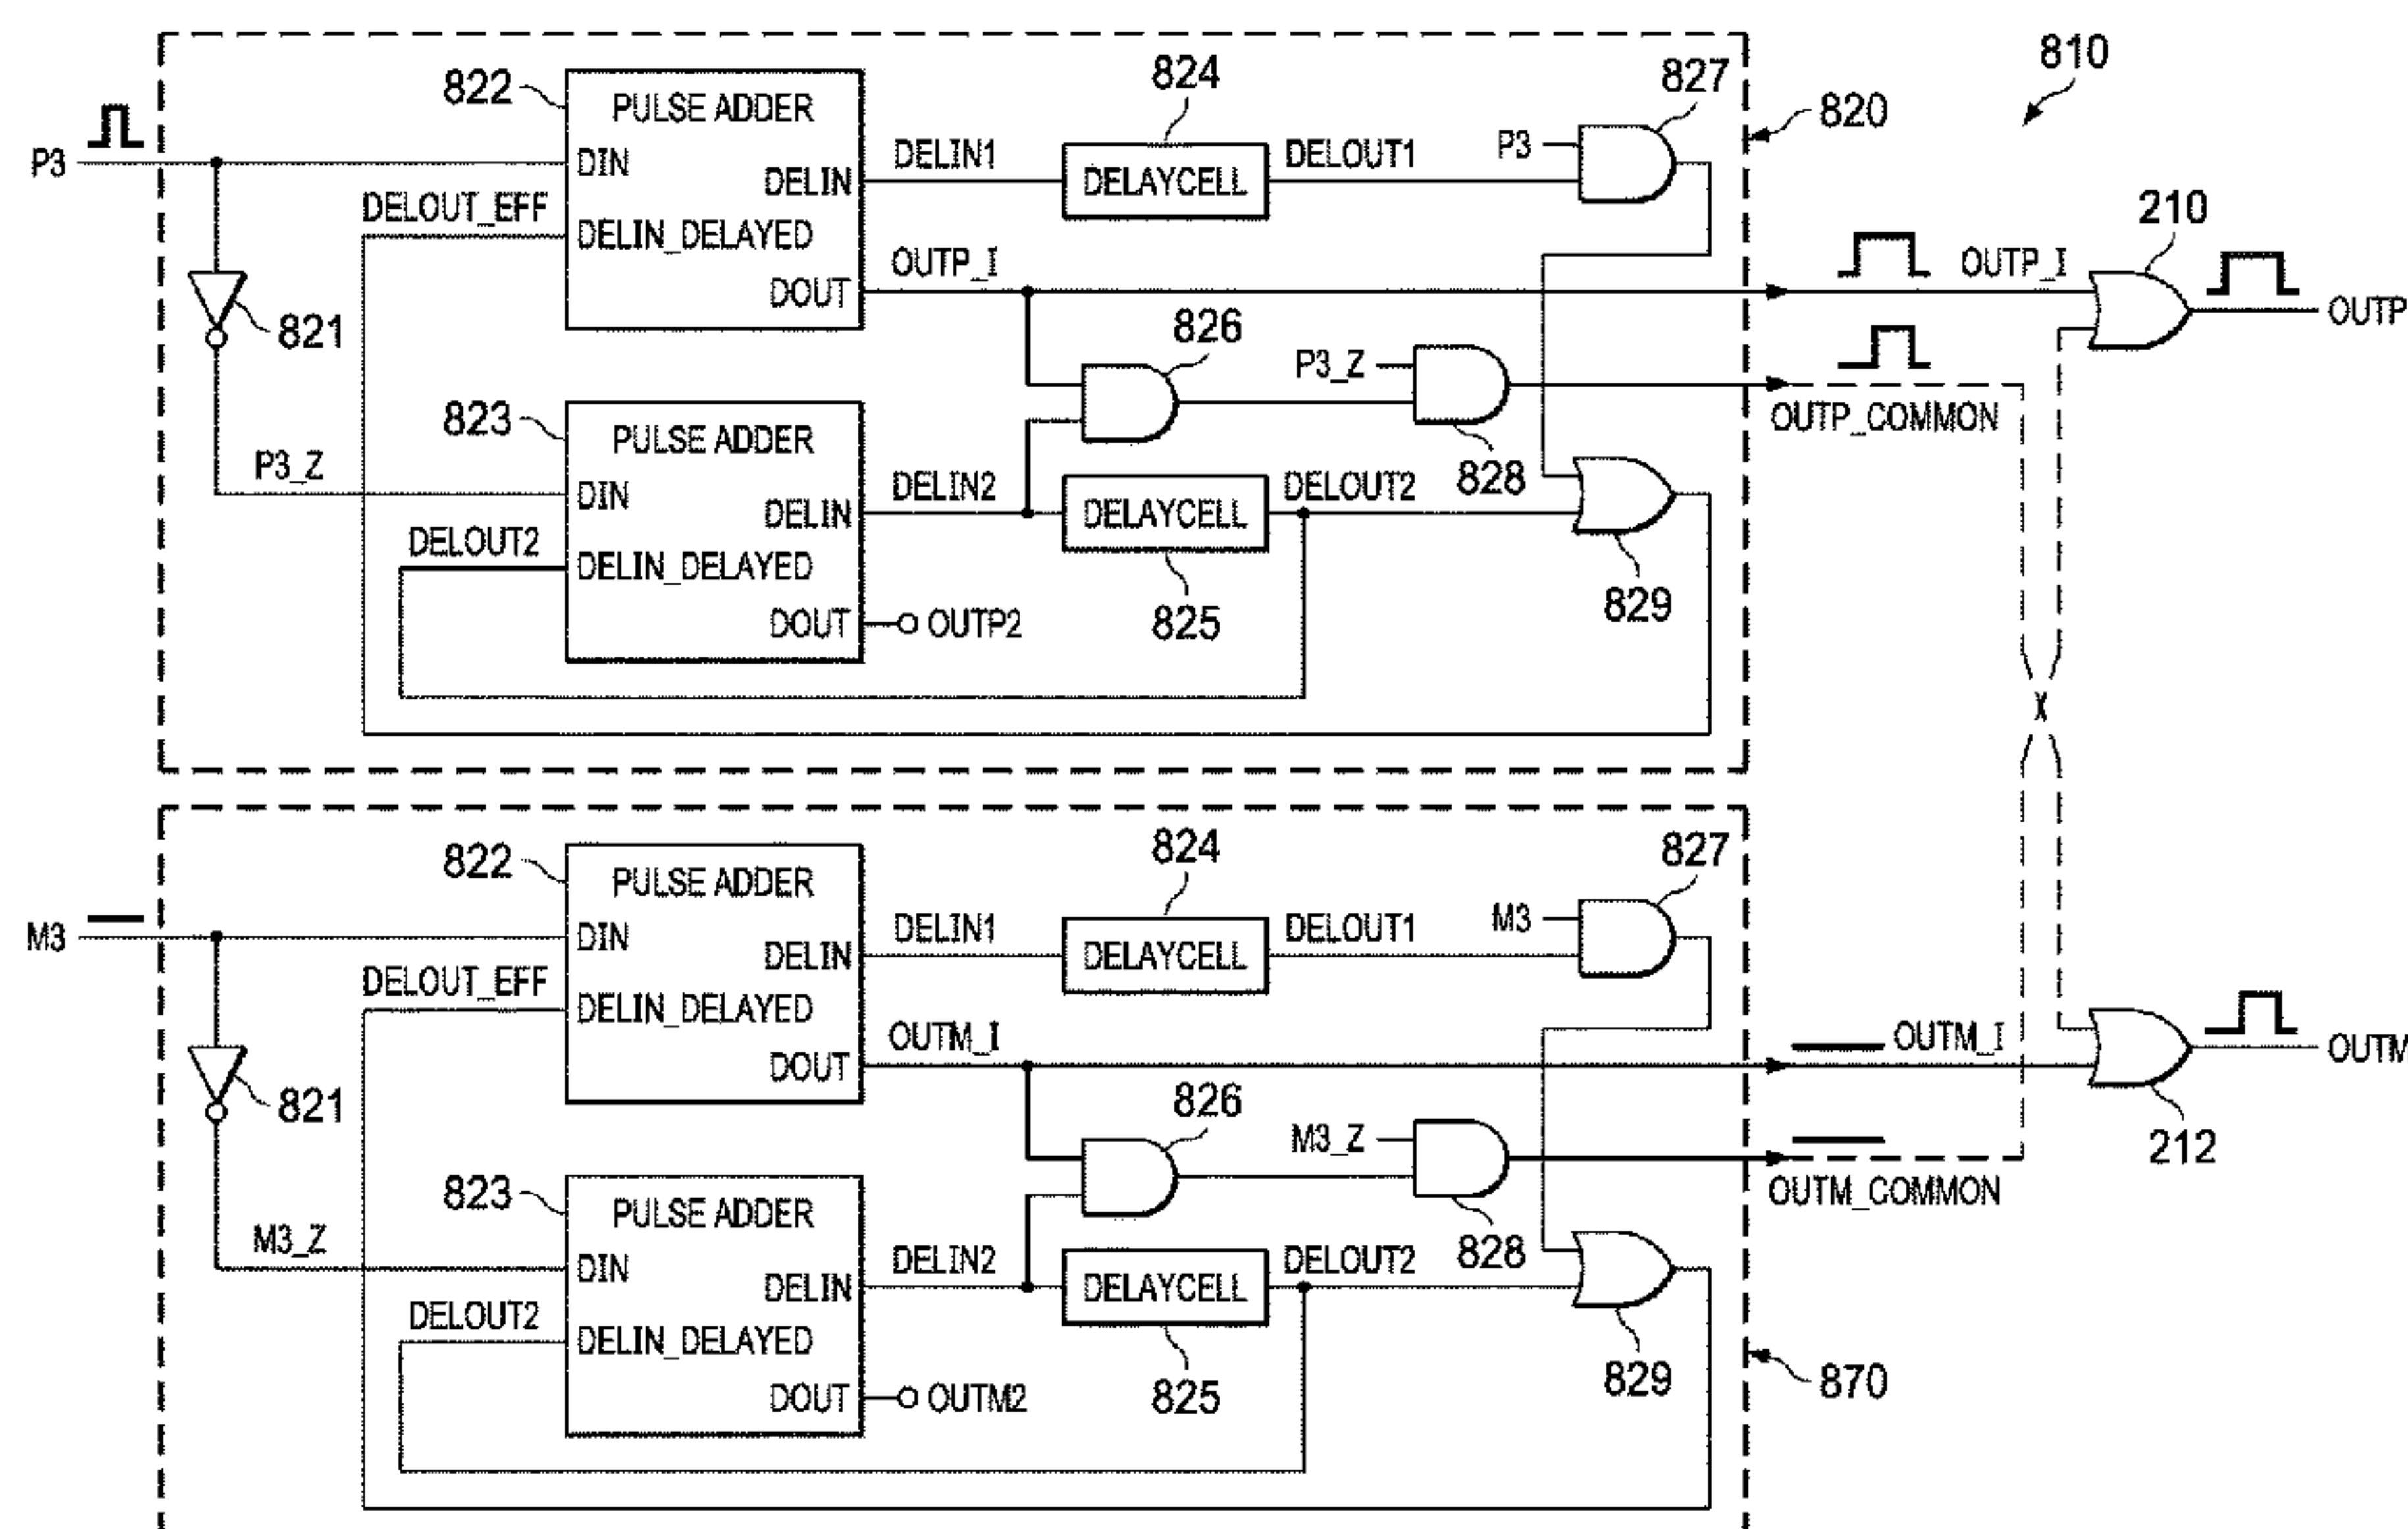 810
822
PULSE ADDER
824
827
820
P3
DIN
DELIN
DELIN1
DELAYCELL
DELOUT1
P3
DELOUT_EFF
DELIN_DELAYED
DOUT
OUTP_I
OUTP_I
210
OUTP
821
826
P3_Z
828
OUTP_COMMON
823
PULSE ADDER
P3_Z
DIN
DELIN
DELIN2
DELAYCELL
DELOUT2
DELOUT2
DELIN_DELAYED
DOUT
OUTP2
825
829
822
PULSE ADDER
824
827
M3
DIN
DELIN
DELIN1
DELAYCELL
DELOUT1
M3
DELOUT_EFF
DELIN_DELAYED
DOUT
OUTM_I
OUTM_I
OUTM
212
821
826
M3_Z
828
OUTM_COMMON
823
PULSE ADDER
M3_Z
DIN
DELIN
DELIN2
DELAYCELL
DELOUT2
DELOUT2
DELIN_DELAYED
DOUT
OUTM2
825
829
870